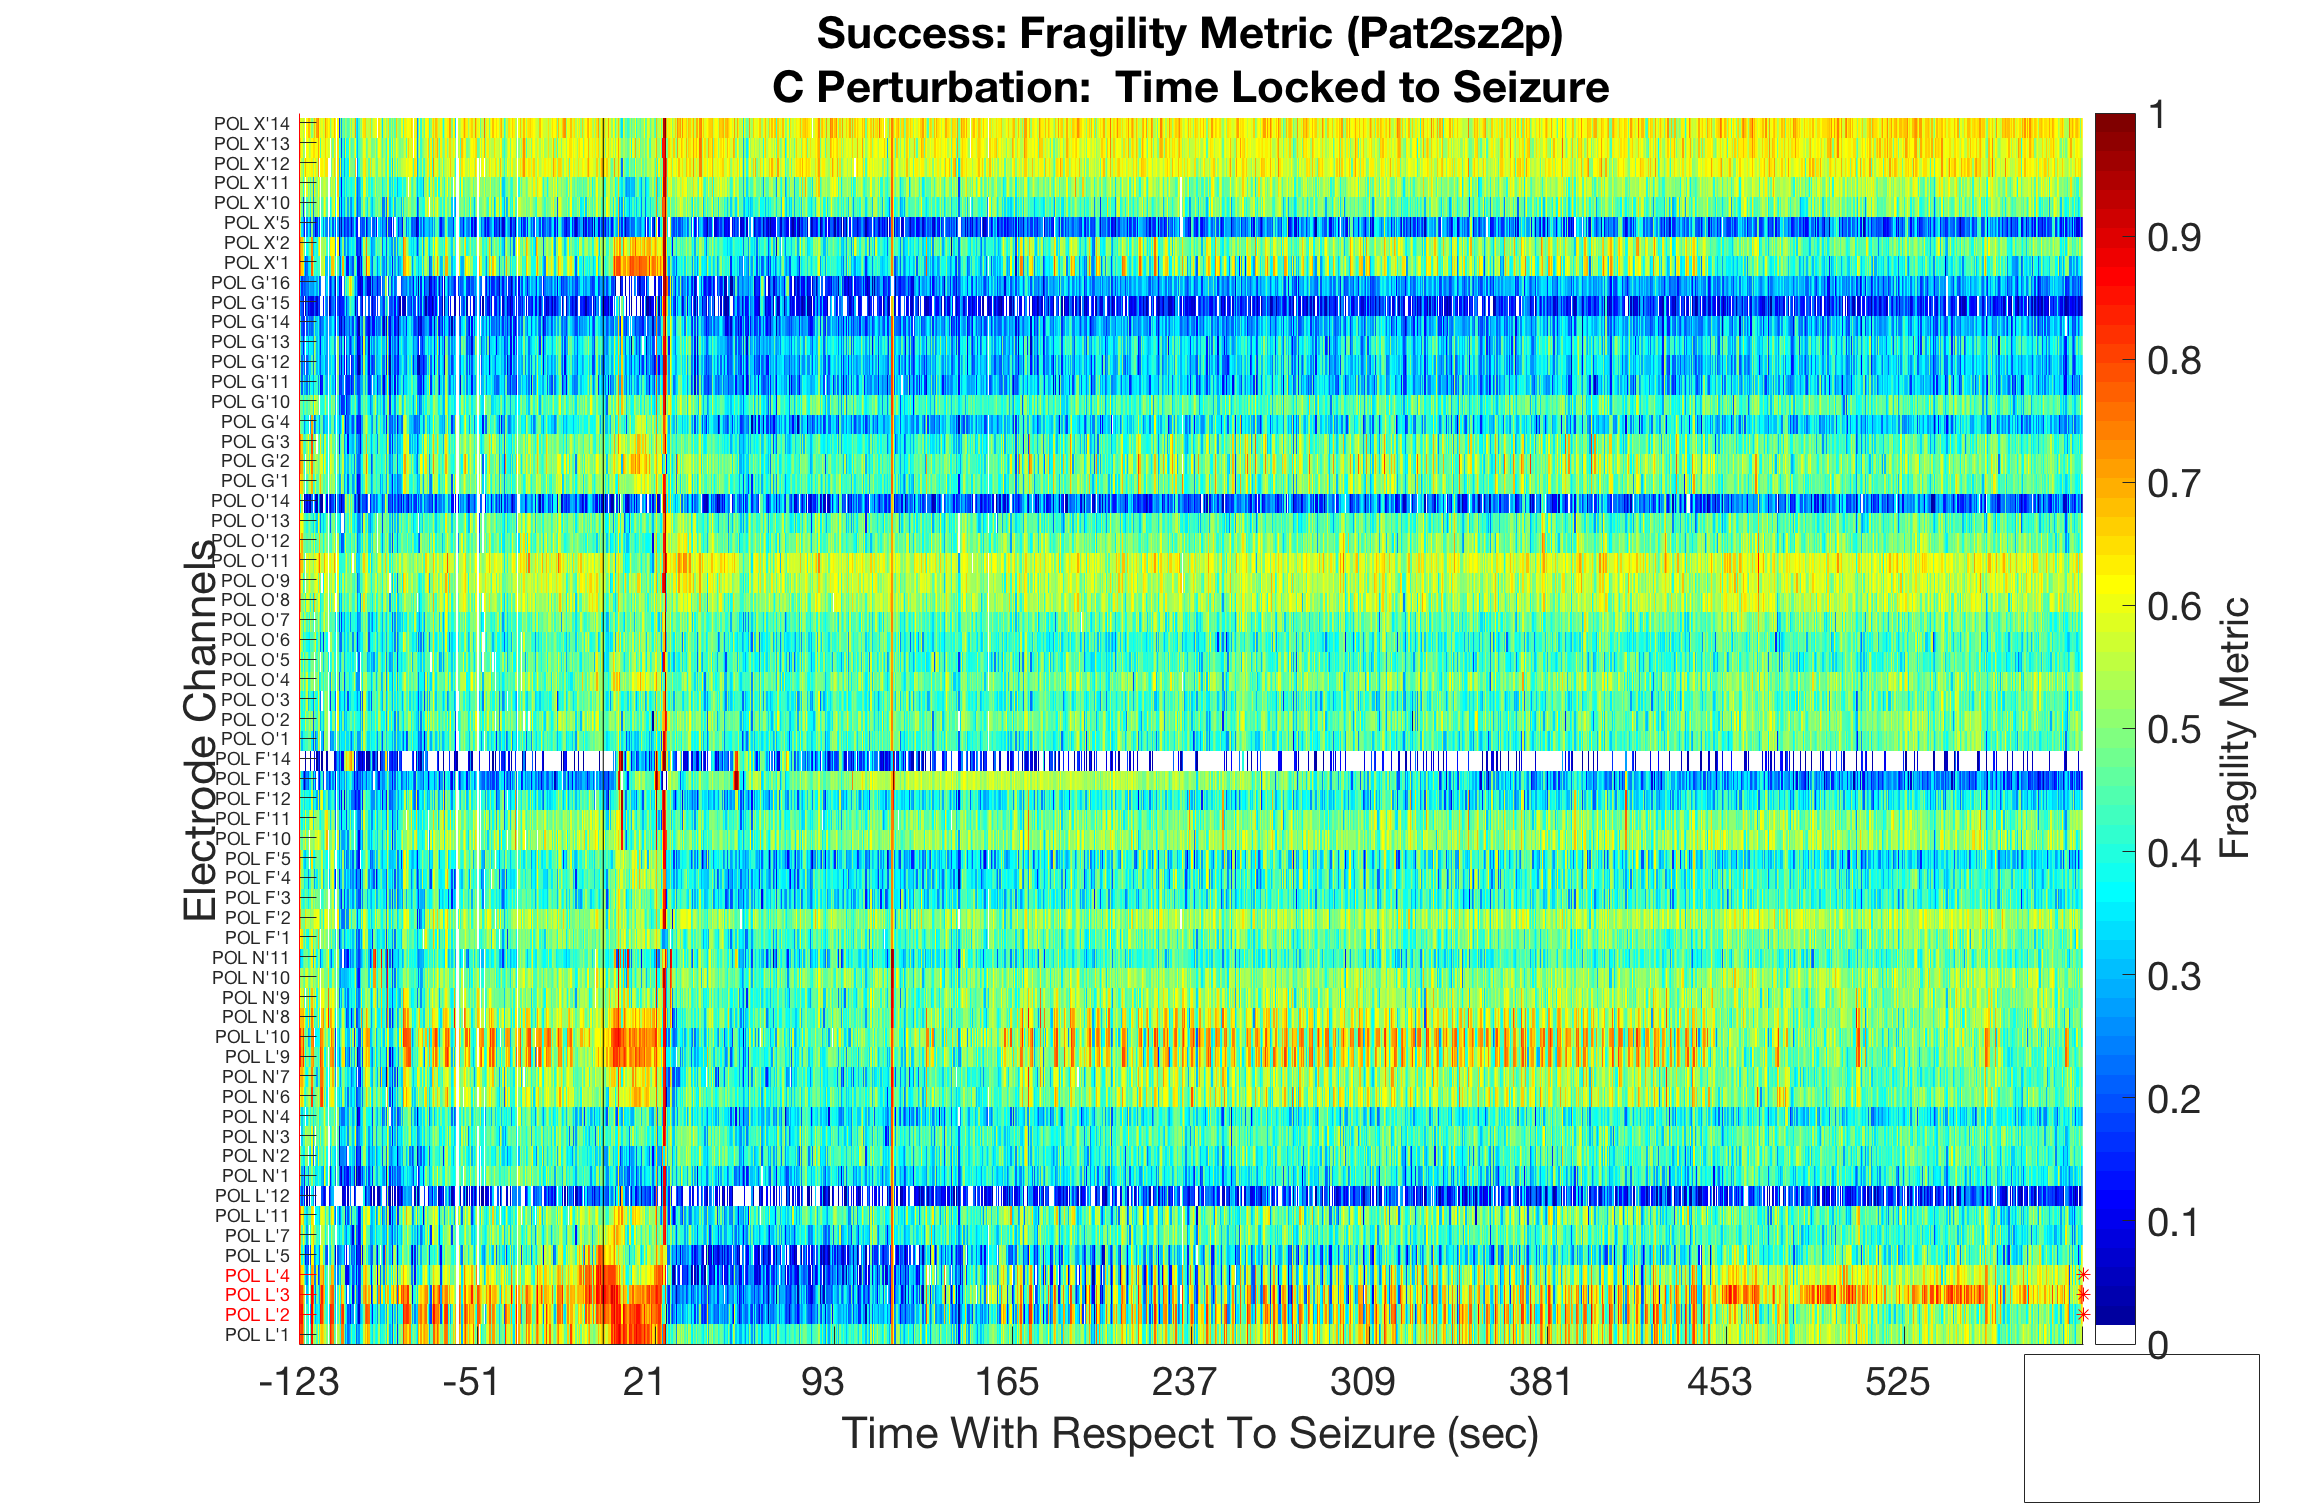 Success: Fragility Metric (Pat2sz2p)
C Perturbation:  Time Locked to Seizure
Electrode Channels
POL X'14
POL X'13
POL X'12
POL X'11
POL X'10
POL X'5
POL X'2
POL X'1
POL G'16
POL G'15
POL G'14
POL G'13
POL G'12
POL G'11
POL G'10
POL G'4
POL G'3
POL G'2
POL G'1
POL O'14
POL O'13
POL O'12
POL O'11
POL O'9
POL O'8
POL O'7
POL O'6
POL O'5
POL O'4
POL O'3
POL O'2
POL O'1
POL F'14
POL F'13
POL F'12
POL F'11
POL F'10
POL F'5
POL F'4
POL F'3
POL F'2
POL F'1
POL N'11
POL N'10
POL N'9
POL N'8
POL L'10
POL L'9
POL N'7
POL N'6
POL N'4
POL N'3
POL N'2
POL N'1
POL L'12
POL L'11
POL L'7
POL L'5
POL L'4
POL L'3
POL L'2
POL L'1
-123 -51 21 93 165 237 309 381 453 525
Time With Respect To Seizure (sec)
1
0.9
0.8
0.7
0.6
0.5
0.4
0.3
0.2
0.1
0
Fragility Metric